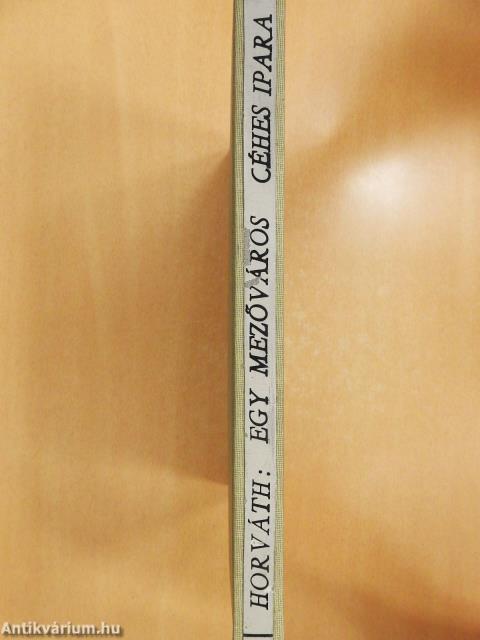 HORVÁTH: EGY MEZŐVÁROS CÉHES IPARA
Antikvárium.hu